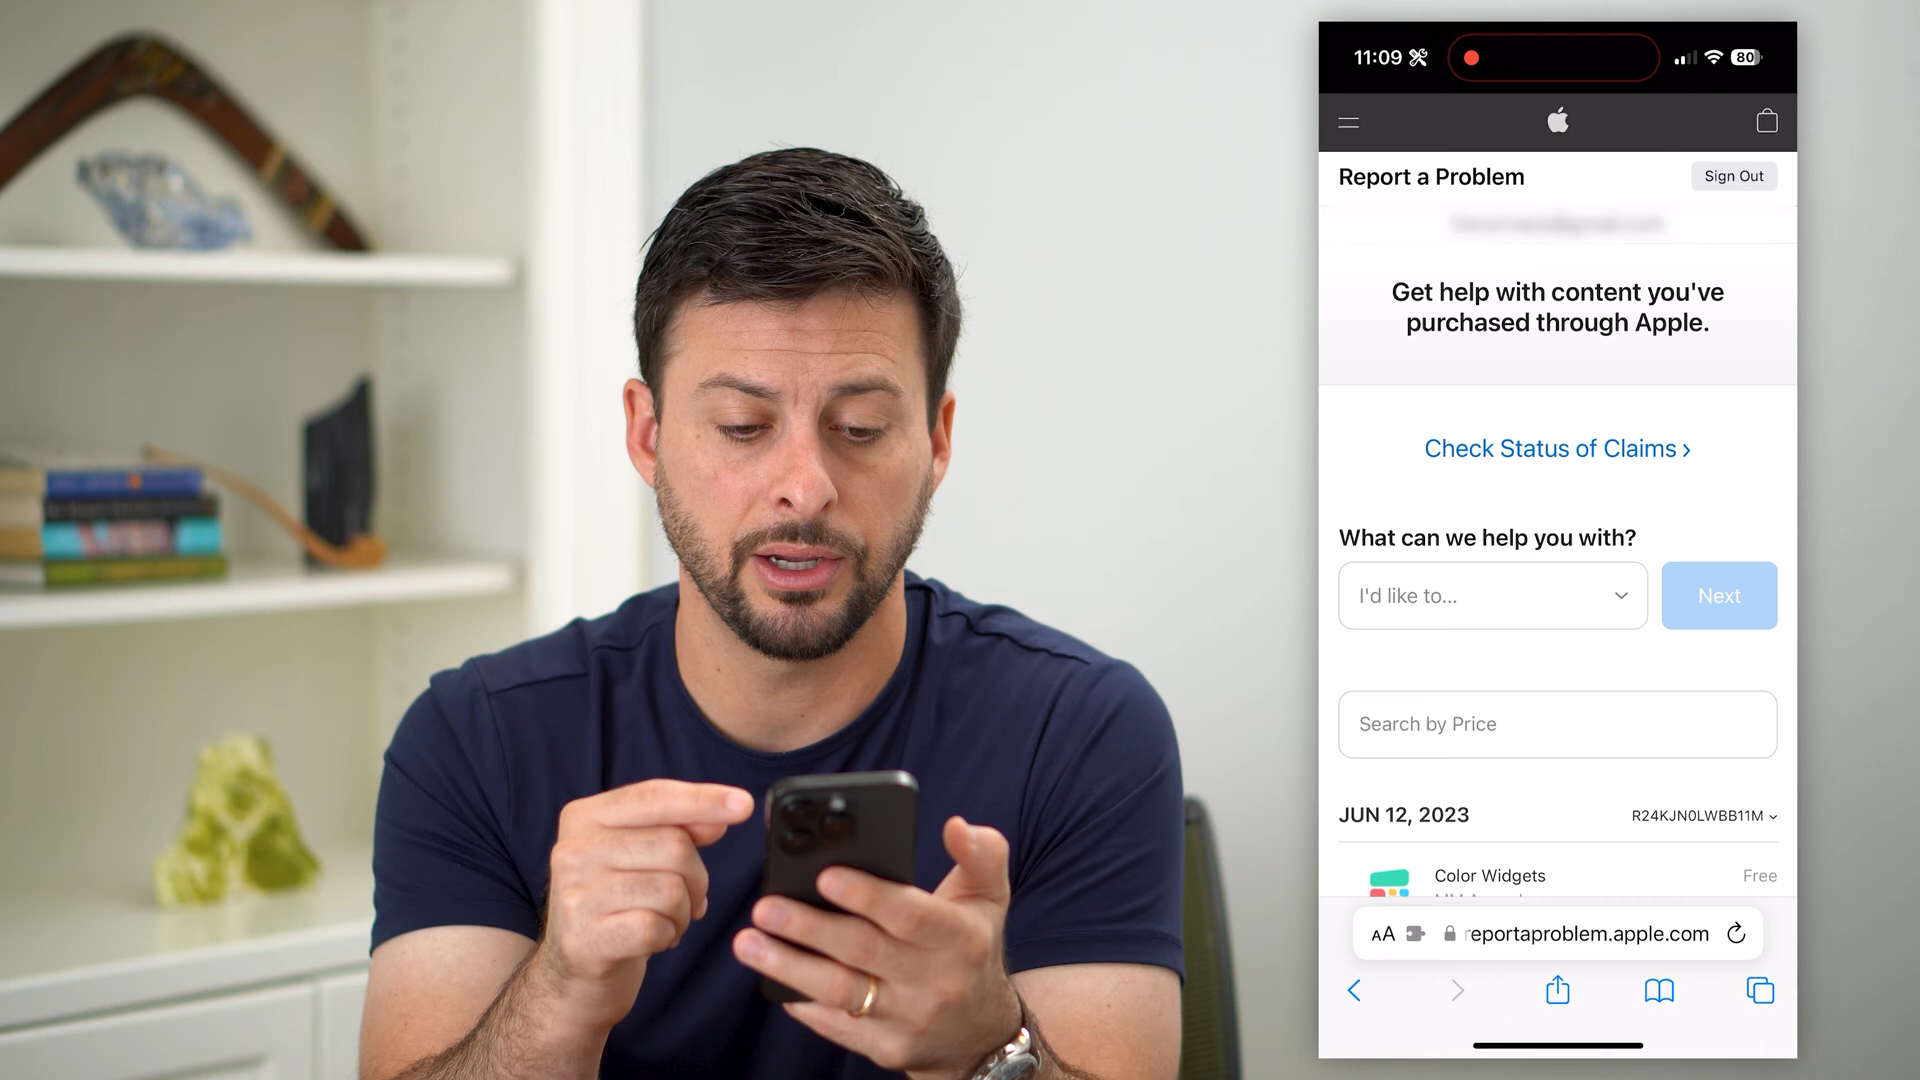 11:09
80
Report a Problem
Sign Out
Get help with content you've
purchased through Apple.
Check Status of Claims ›
What can we help you with?
I'd like to...
Next
Search by Price
JUN 12, 2023
R24KJN0LWBB11M
Color Widgets
Free
AA
reportaproblem.apple.com